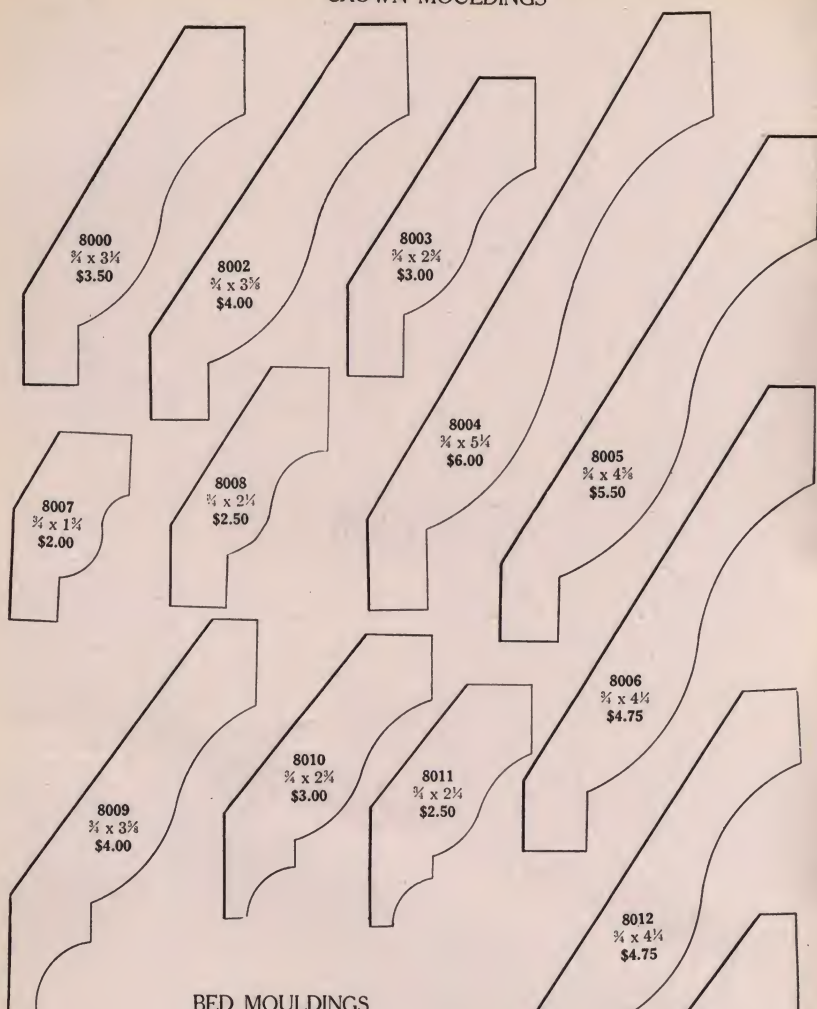 CROWN MOULDINGS
8000
¾ x 3¼
$3.50
8002
¾ x 3⅝
$4.00
8003
¾ x 2¾
$3.00
8004
¾ x 5¼
$6.00
8005
¾ x 4⅝
$5.50
8007
¾ x 1¾
$2.00
8008
¾ x 2¼
$2.50
8006
¾ x 4¼
$4.75
8009
¾ x 3⅝
$4.00
8010
¾ x 2¾
$3.00
8011
¾ x 2¼
$2.50
8012
¾ x 4¼
$4.75
BED MOULDINGS